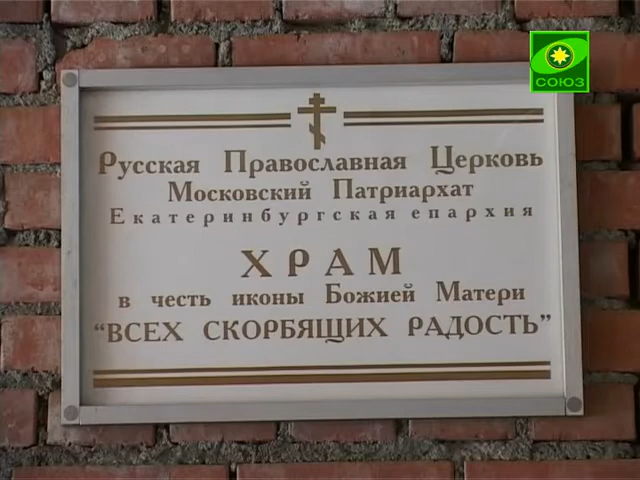 СОЮЗ
Русская Православная Церковь
Московский Патриархат
Екатеринбургская епархия
ХРАМ
в честь иконы Божией Матери
“ВСЕХ СКОРБЯЩИХ РАДОСТЬ”